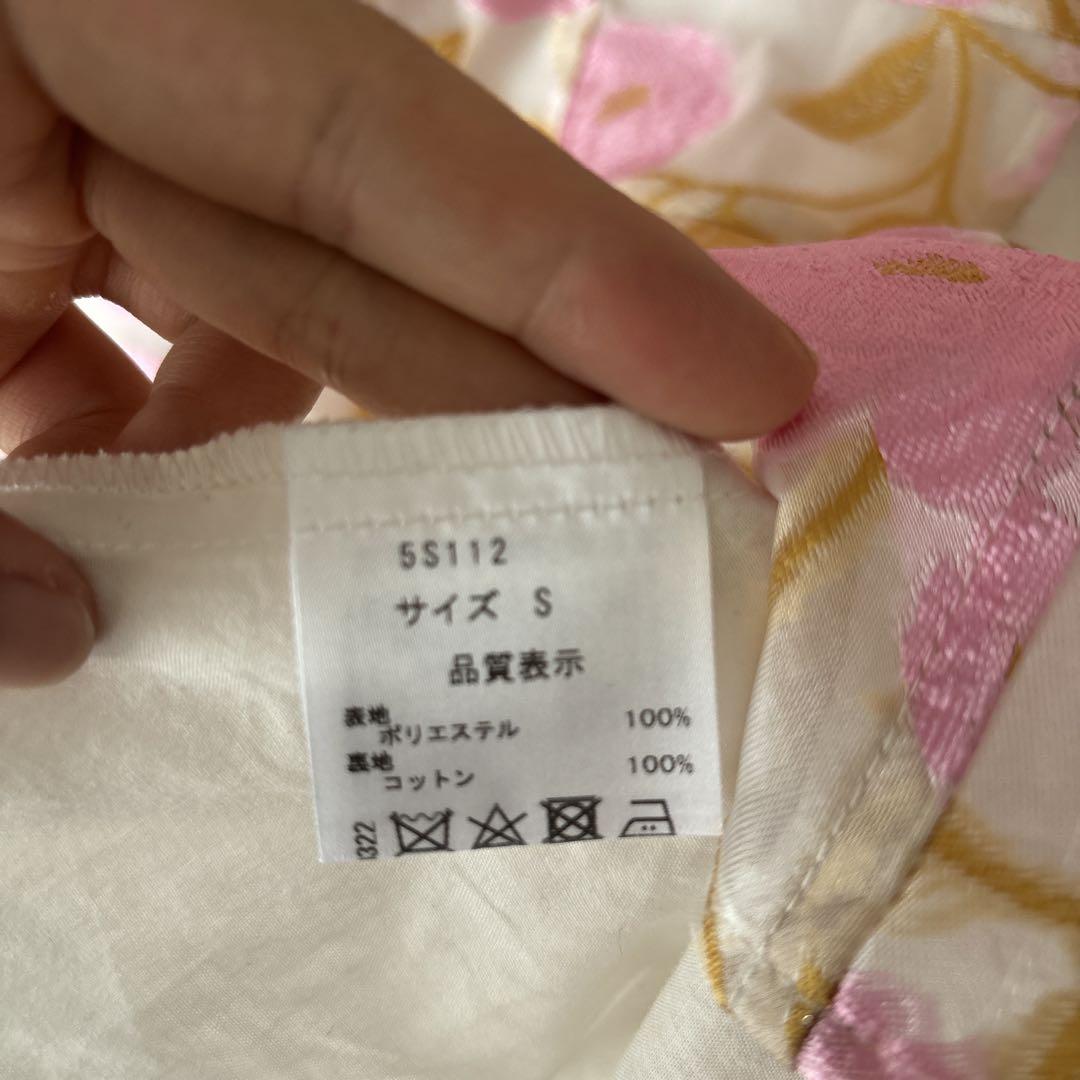 5S112
サイズ S
品質表示
表地
ポリエステル 100%
裏地
コットン 100%
322